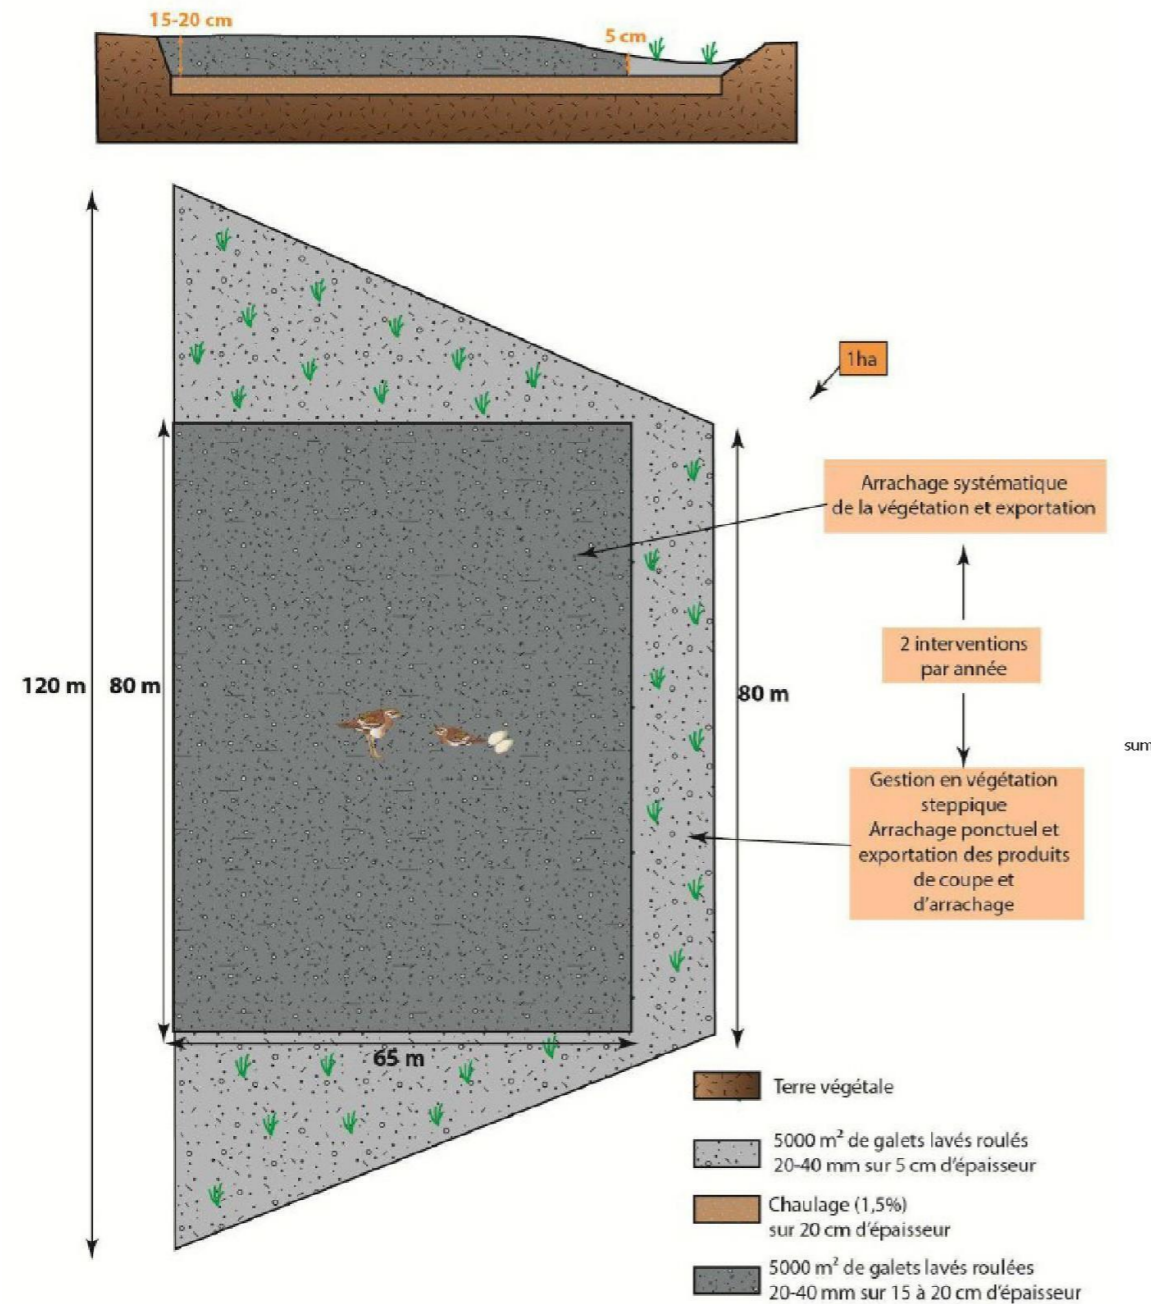 15-20 cm
5 cm
1ha
Arrachage systématique
de la végétation et exportation
2 interventions
par année
120 m
80 m
80 m
sum
Gestion en végétation
steppique
Arrachage ponctuel et
exportation des produits
de coupe et
d'arrachage
65 m
Terre végétale
5000 m² de galets lavés roulés
20-40 mm sur 5 cm d'épaisseur
Chaulage (1,5%)
sur 20 cm d'épaisseur
5000 m² de galets lavés roulées
20-40 mm sur 15 à 20 cm d'épaisseur